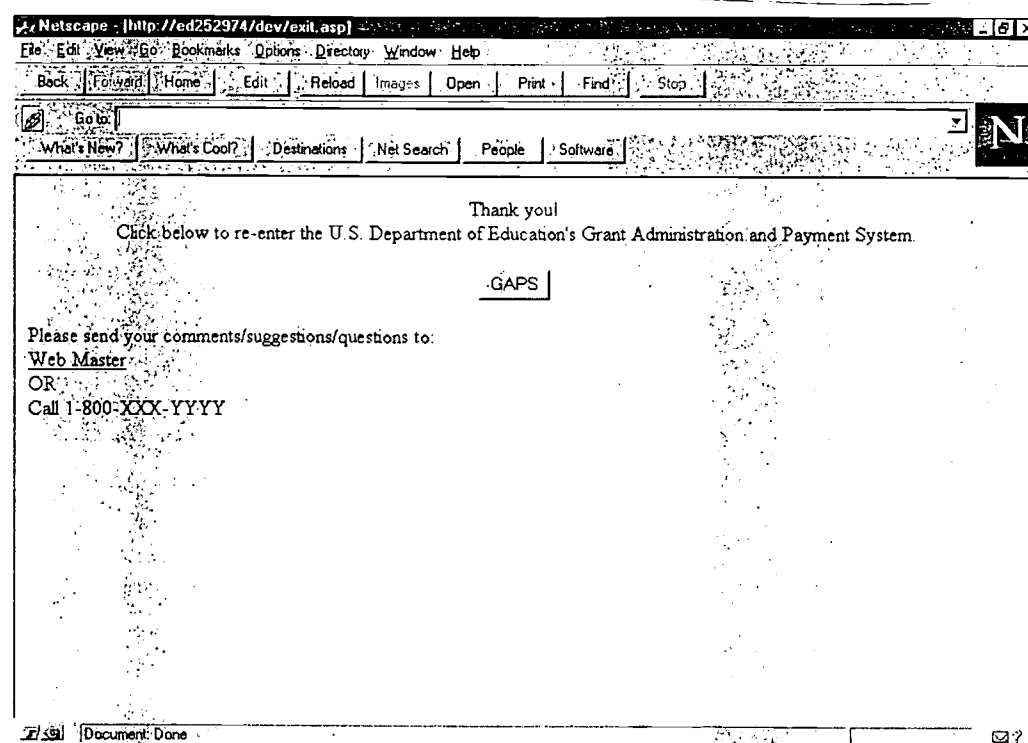 Netscape - [http://ed252974/dev/exit.asp]
File Edit View Go Bookmarks Options Directory Window Help
Back Forward Home Edit Reload Images Open Print Find Stop
Go to:
What's New? What's Cool? Destinations Net Search People Software
N
Thank you!
Click below to re-enter the U.S. Department of Education's Grant Administration and Payment System.
GAPS
Please send your comments/suggestions/questions to:
Web Master
OR
Call 1-800-XXX-YYYY
Document: Done